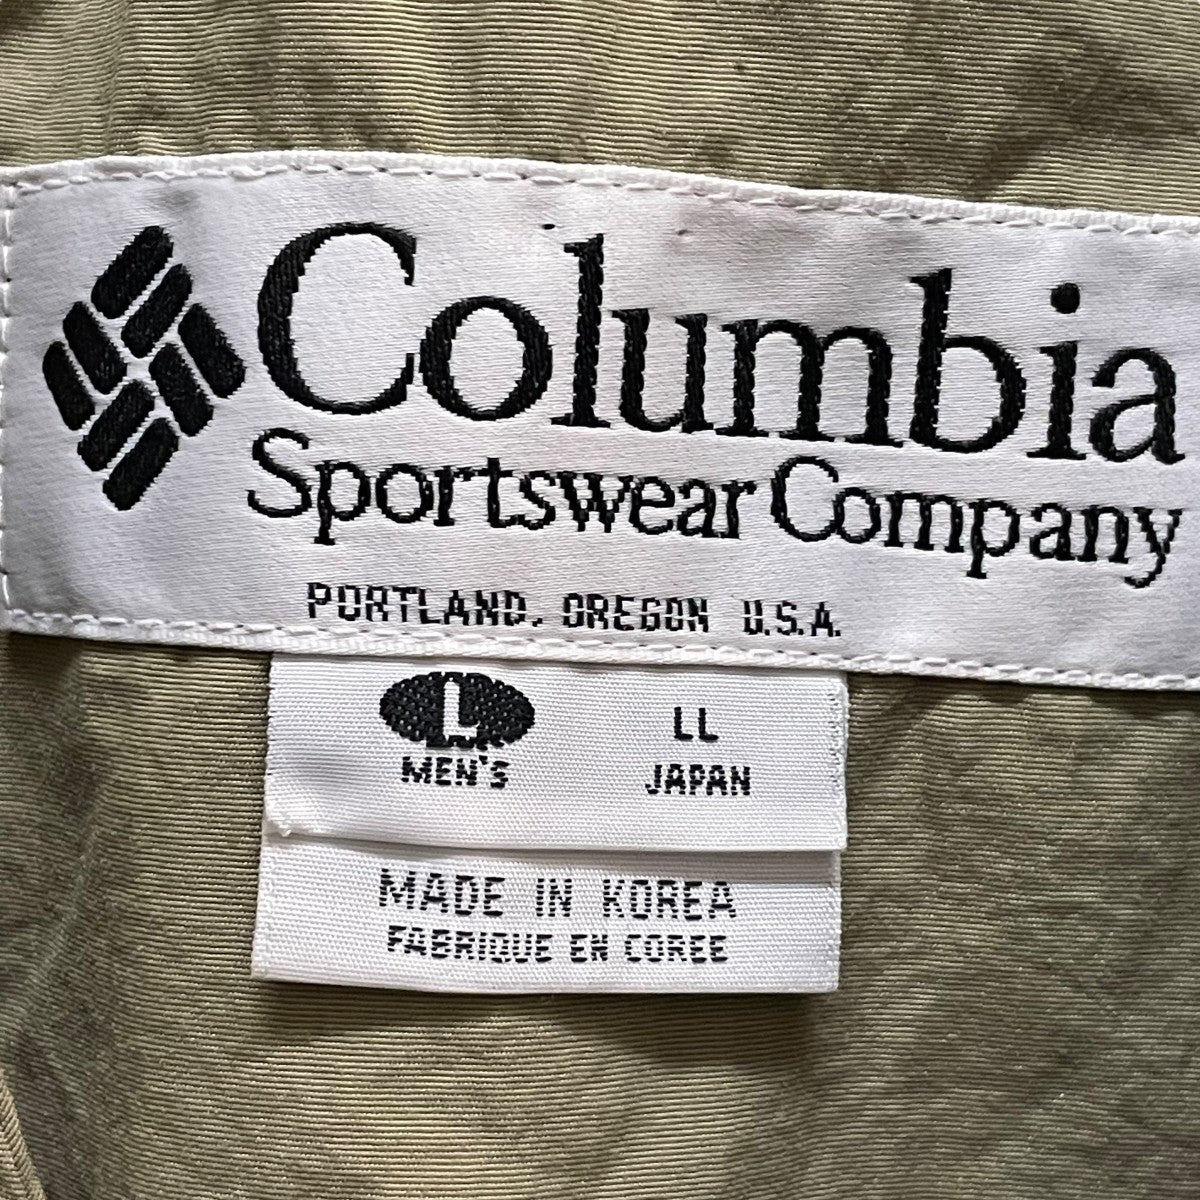 Columbia
Sportswear Company
PORTLAND, OREGON U.S.A.
L LL
MEN'S JAPAN
MADE IN KOREA
FABRIQUE EN COREE